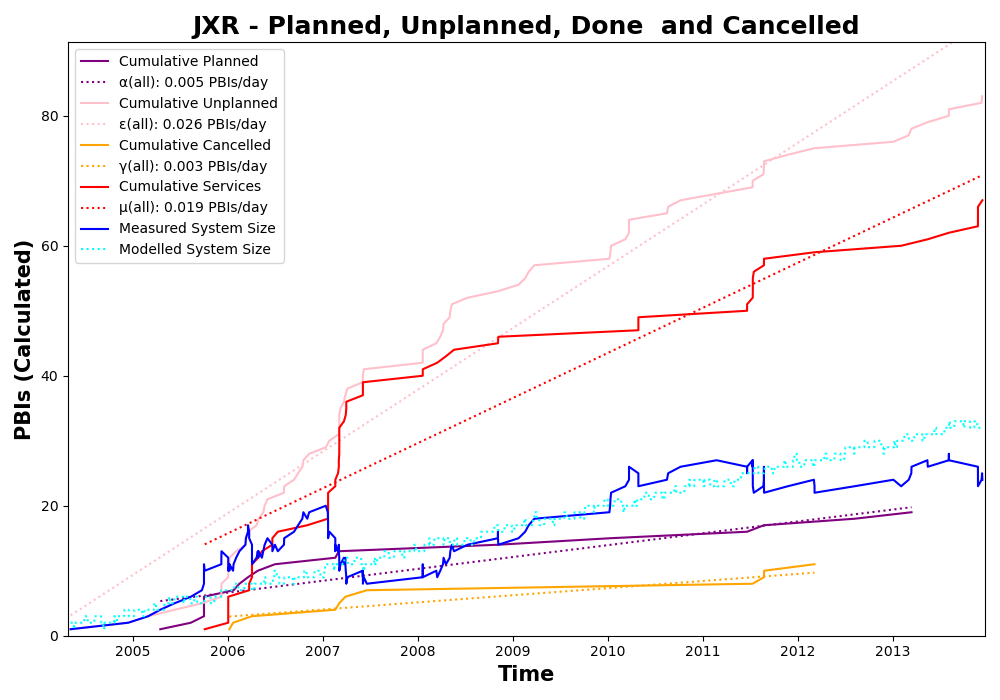 JXR - Planned, Unplanned, Done  and Cancelled
Cumulative Planned
α(all): 0.005 PBIs/day
Cumulative Unplanned
ε(all): 0.026 PBIs/day
Cumulative Cancelled
γ(all): 0.003 PBIs/day
Cumulative Services
μ(all): 0.019 PBIs/day
Measured System Size
Modelled System Size
PBIs (Calculated)
80
60
40
20
0
2005 2006 2007 2008 2009 2010 2011 2012 2013
Time